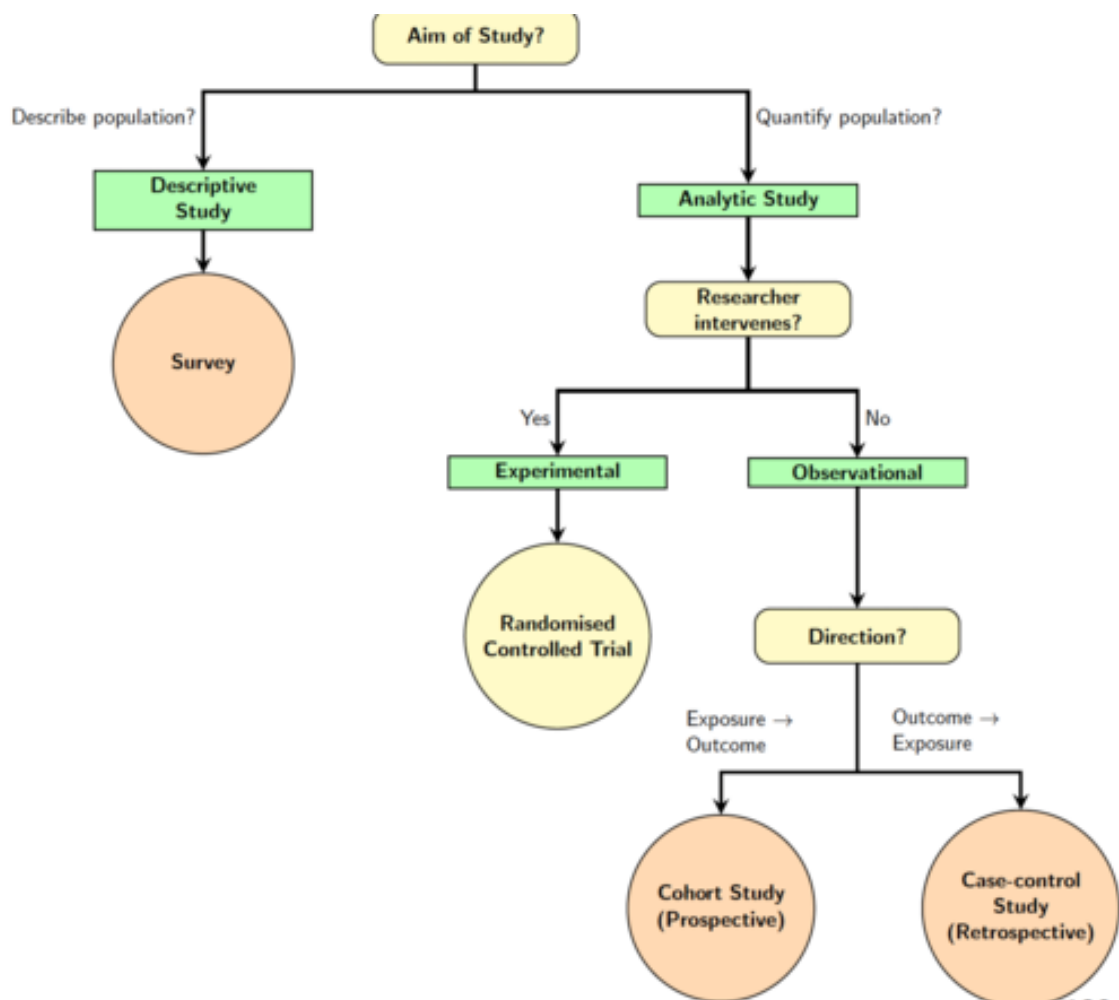 Aim of Study?
Describe population?
Quantify population?
Descriptive
Study
Analytic Study
Survey
Researcher
intervenes?
Yes
No
Experimental
Observational
Randomised
Controlled Trial
Direction?
Exposure →
Outcome
Outcome →
Exposure
Cohort Study
(Prospective)
Case-control
Study
(Retrospective)